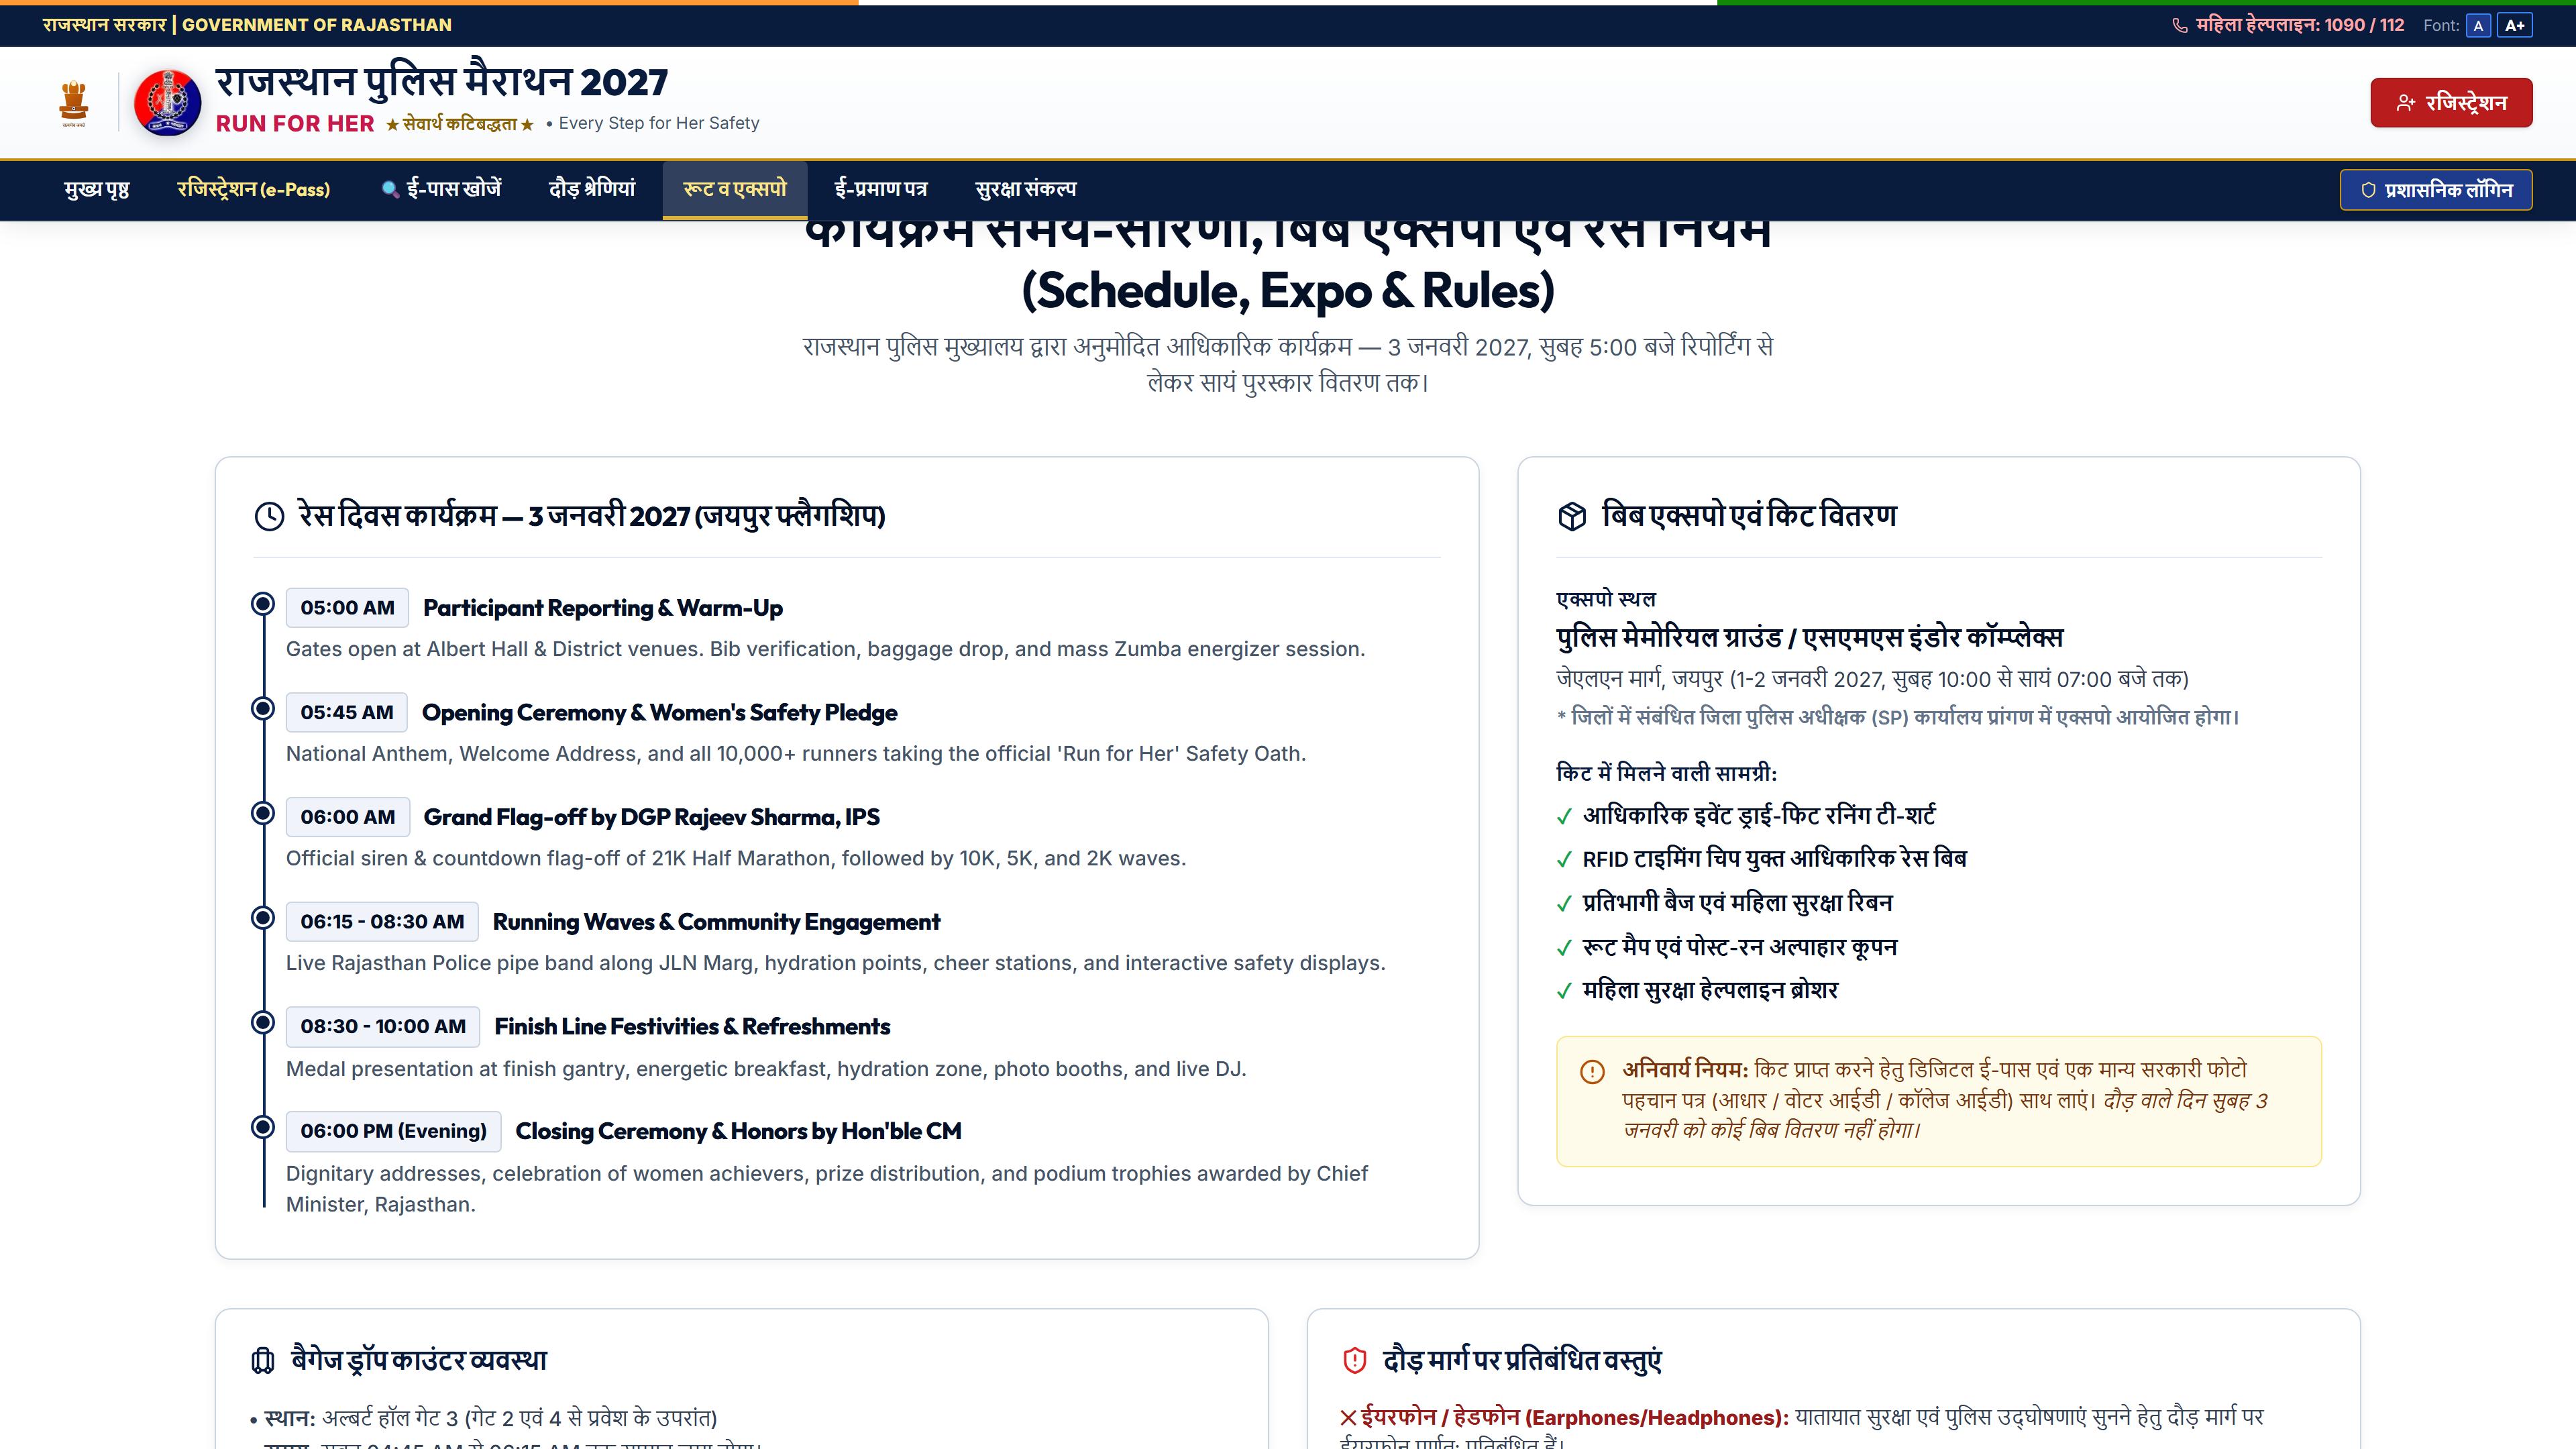 राजस्थान सरकार | GOVERNMENT OF RAJASTHAN
महिला हेल्पलाइन: 1090 / 112 Font: A A+
राजस्थान पुलिस मैराथन 2027
RUN FOR HER ★ सेवार्थ कटिबद्धता ★ • Every Step for Her Safety
रजिस्ट्रेशन
मुख्य पृष्ठ रजिस्ट्रेशन (e-Pass) ई-पास खोजें दौड़ श्रेणियां रूट व एक्सपो ई-प्रमाण पत्र सुरक्षा संकल्प प्रशासनिक लॉगिन
कार्यक्रम समय-सारणी, बिब एक्सपो एवं रेस नियम
(Schedule, Expo & Rules)
राजस्थान पुलिस मुख्यालय द्वारा अनुमोदित आधिकारिक कार्यक्रम — 3 जनवरी 2027, सुबह 5:00 बजे रिपोर्टिंग से
लेकर सायं पुरस्कार वितरण तक।
रेस दिवस कार्यक्रम — 3 जनवरी 2027 (जयपुर फ्लैगशिप)
05:00 AM Participant Reporting & Warm-Up
Gates open at Albert Hall & District venues. Bib verification, baggage drop, and mass Zumba energizer session.
05:45 AM Opening Ceremony & Women's Safety Pledge
National Anthem, Welcome Address, and all 10,000+ runners taking the official 'Run for Her' Safety Oath.
06:00 AM Grand Flag-off by DGP Rajeev Sharma, IPS
Official siren & countdown flag-off of 21K Half Marathon, followed by 10K, 5K, and 2K waves.
06:15 - 08:30 AM Running Waves & Community Engagement
Live Rajasthan Police pipe band along JLN Marg, hydration points, cheer stations, and interactive safety displays.
08:30 - 10:00 AM Finish Line Festivities & Refreshments
Medal presentation at finish gantry, energetic breakfast, hydration zone, photo booths, and live DJ.
06:00 PM (Evening) Closing Ceremony & Honors by Hon'ble CM
Dignitary addresses, celebration of women achievers, prize distribution, and podium trophies awarded by Chief
Minister, Rajasthan.
बिब एक्सपो एवं किट वितरण
एक्सपो स्थल
पुलिस मेमोरियल ग्राउंड / एसएमएस इंडोर कॉम्प्लेक्स
जेएलएन मार्ग, जयपुर (1-2 जनवरी 2027, सुबह 10:00 से सायं 07:00 बजे तक)
* जिलों में संबंधित जिला पुलिस अधीक्षक (SP) कार्यालय प्रांगण में एक्सपो आयोजित होगा।
किट में मिलने वाली सामग्री:
✓ आधिकारिक इवेंट ड्राई-फिट रनिंग टी-शर्ट
✓ RFID टाइमिंग चिप युक्त आधिकारिक रेस बिब
✓ प्रतिभागी बैज एवं महिला सुरक्षा रिबन
✓ रूट मैप एवं पोस्ट-रन अल्पाहार कूपन
✓ महिला सुरक्षा हेल्पलाइन ब्रोशर
अनिवार्य नियम: किट प्राप्त करने हेतु डिजिटल ई-पास एवं एक मान्य सरकारी फोटो
पहचान पत्र (आधार / वोटर आईडी / कॉलेज आईडी) साथ लाएं। दौड़ वाले दिन सुबह 3
जनवरी को कोई बिब वितरण नहीं होगा।
बैगेज ड्रॉप काउंटर व्यवस्था
• स्थान: अल्बर्ट हॉल गेट 3 (गेट 2 एवं 4 से प्रवेश के उपरांत)
दौड़ मार्ग पर प्रतिबंधित वस्तुएं
✕ ईयरफोन / हेडफोन (Earphones/Headphones): यातायात सुरक्षा एवं पुलिस उद्घोषणाएं सुनने हेतु दौड़ मार्ग पर
ईयरफोन पूर्णतः प्रतिबंधित हैं।